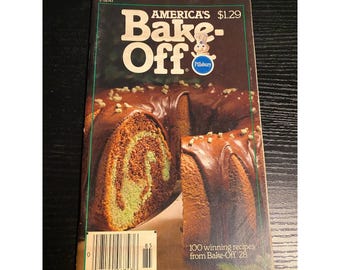 AMERICA'S $1.29
Bake-
Off®
Pillsbury
100 winning recipes
from Bake-Off® 28